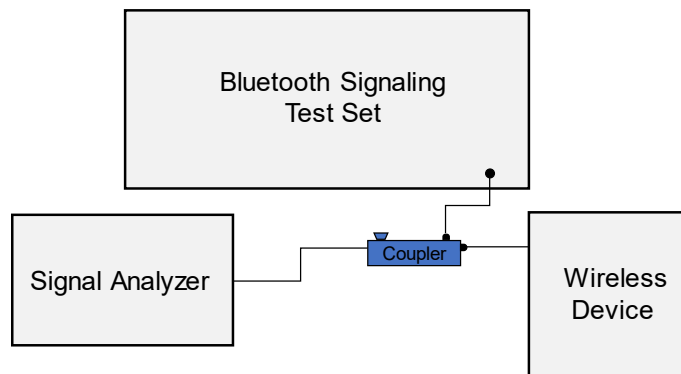 Bluetooth Signaling
Test Set
Signal Analyzer
Coupler
Wireless
Device